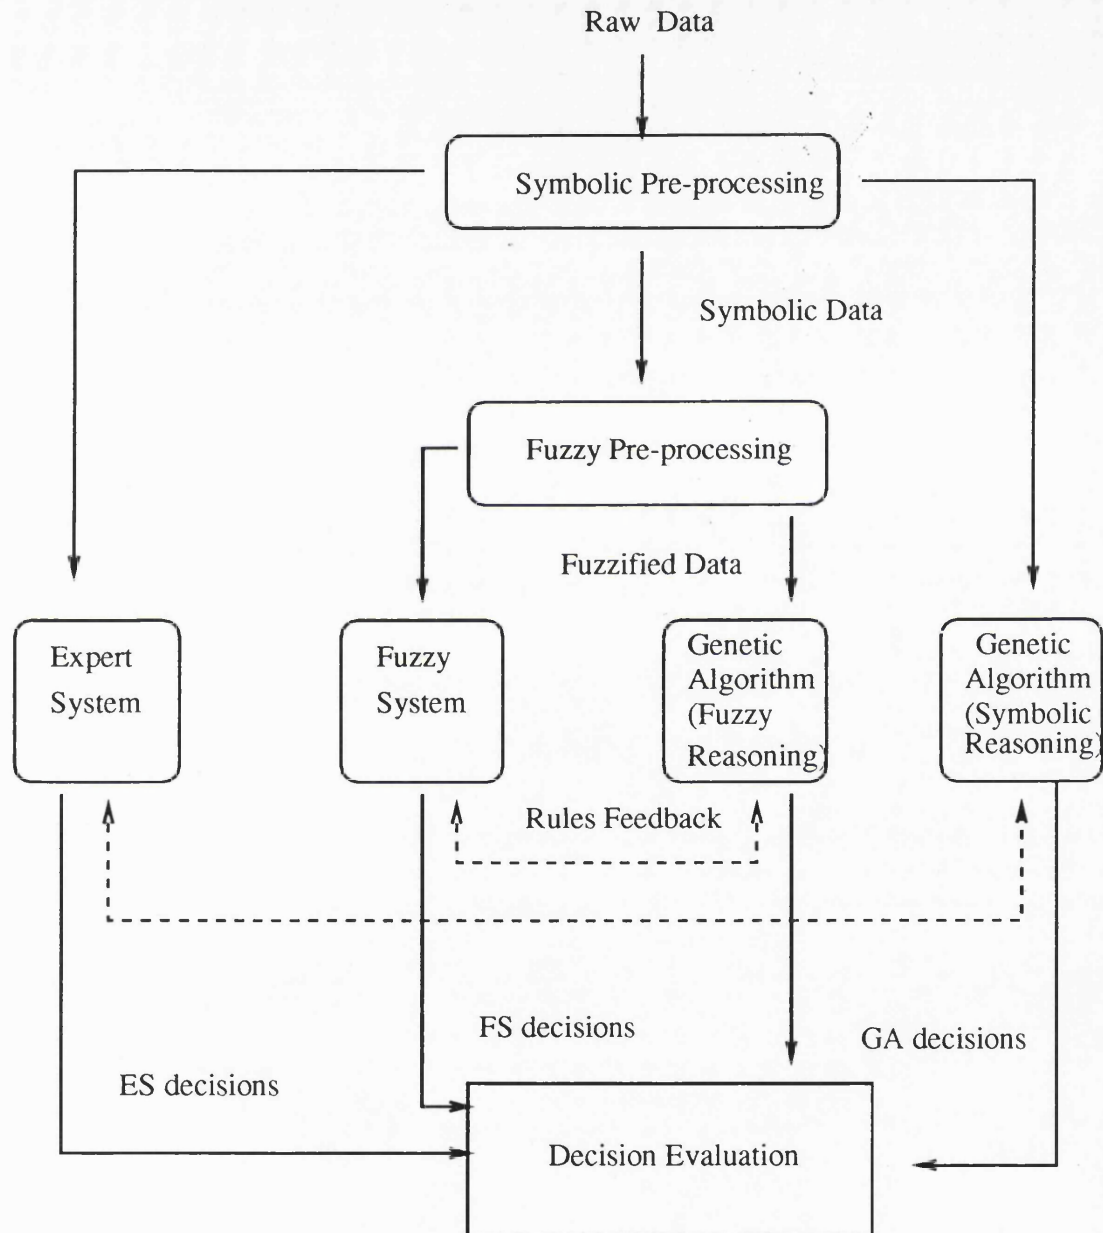 Raw Data
Symbolic Pre-processing
Symbolic Data
Fuzzy Pre-processing
Fuzzified Data
Expert
System
Fuzzy
System
Genetic
Algorithm
(Fuzzy
Reasoning)
Genetic
Algorithm
(Symbolic
Reasoning)
Rules Feedback
FS decisions
GA decisions
ES decisions
Decision Evaluation